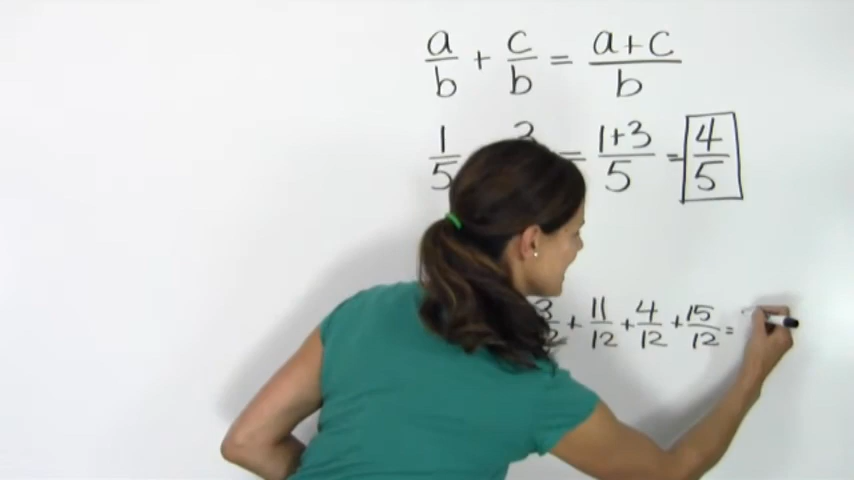 a/b + c/b = a+c/b
1/5 = 1+3/5 = 4/5
+ 11/12 + 4/12 + 15/12 =